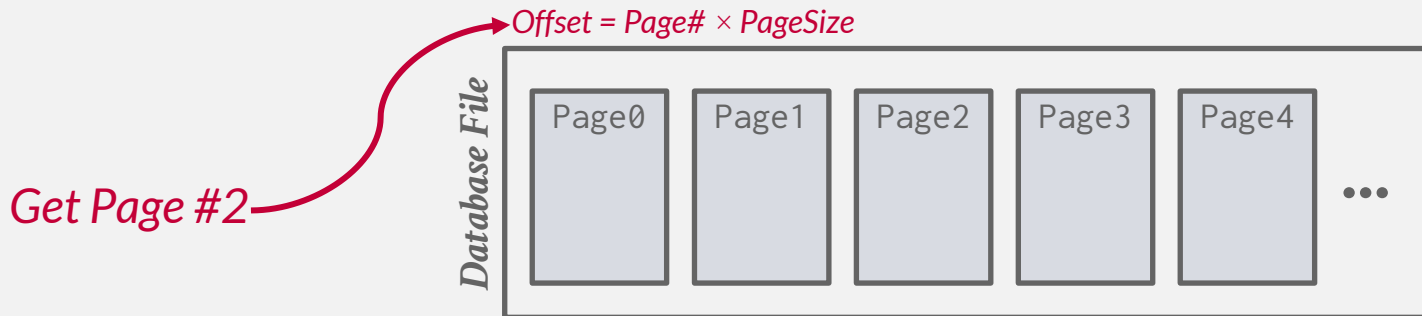 Offset = Page# × PageSize
Database File
Page0 Page1 Page2 Page3 Page4
•••
Get Page #2